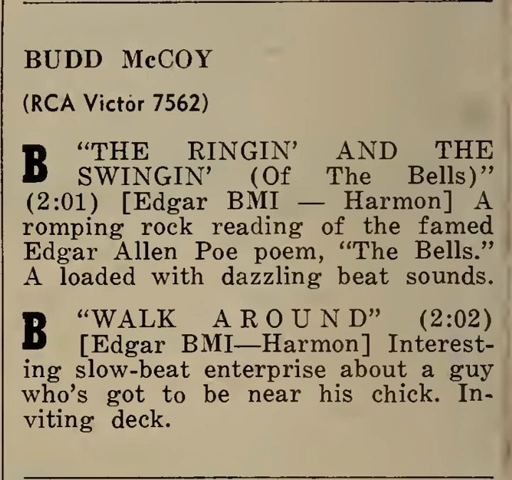 BUDD McCOY
(RCA Victor 7562)
B "THE RINGIN' AND THE
SWINGIN' (Of The Bells)"
(2:01) [Edgar BMI — Harmon] A
romping rock reading of the famed
Edgar Allen Poe poem, "The Bells."
A loaded with dazzling beat sounds.
B "WALK AROUND" (2:02)
[Edgar BMI—Harmon] Interest-
ing slow-beat enterprise about a guy
who's got to be near his chick. In-
viting deck.